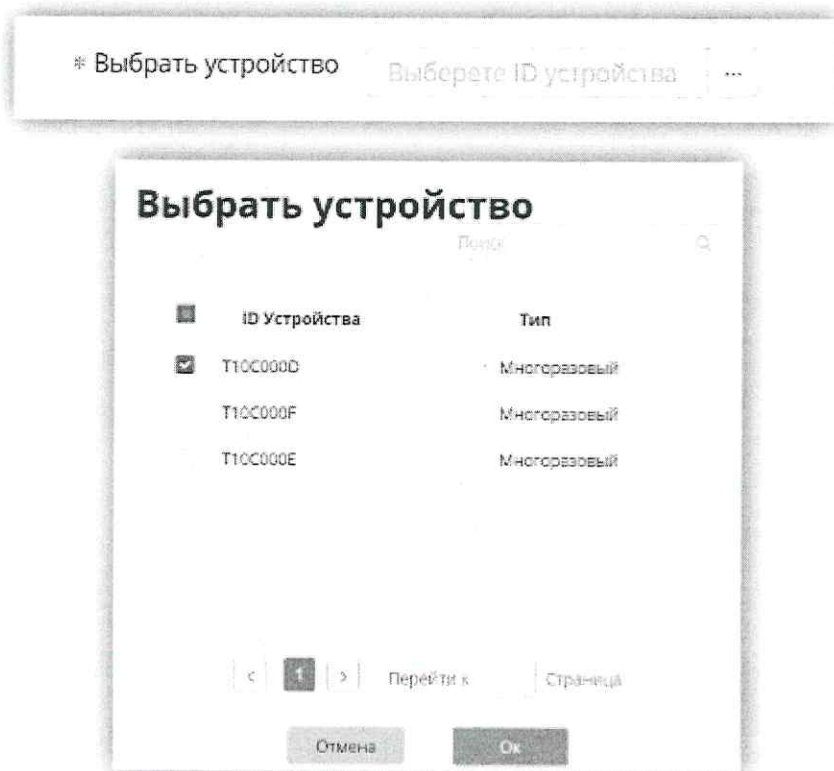 * Выбрать устройство Выберете ID устройства ...
Выбрать устройство
Поиск
ID Устройства Тип
T10C000D Многоразовый
T10C000F Многоразовый
T10C000E Многоразовый
< 1 > Перейти к Страница
Отмена Ок